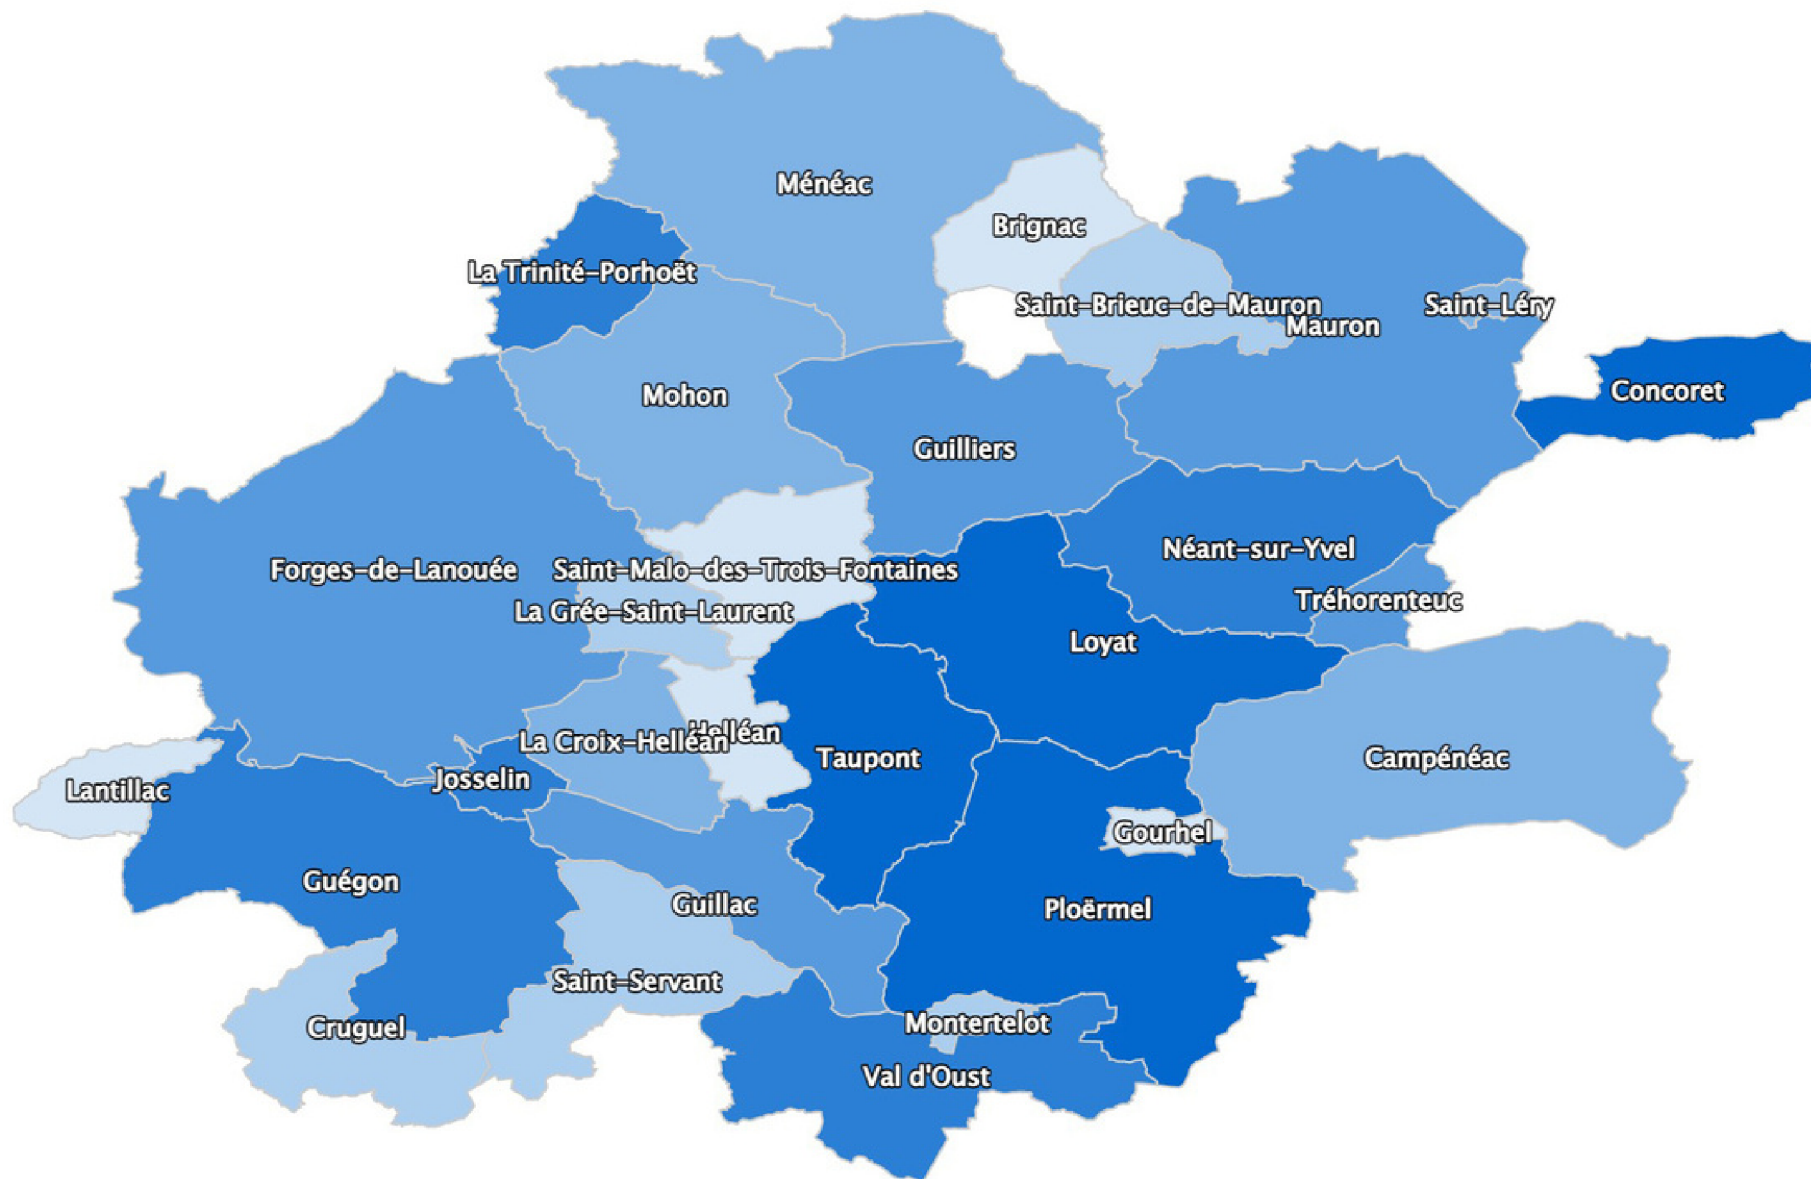 Ménéac
Brignac
La Trinité-Porhoët
Saint-Brieuc-de-Mauron
Saint-Léry
Mauron
Concoret
Mohon
Guilliers
Néant-sur-Yvel
Forges-de-Lanouée
Saint-Malo-des-Trois-Fontaines
Tréhorenteuc
La Grée-Saint-Laurent
Loyat
Helléan
La Croix-Helléan
Taupont
Campénéac
Josselin
Lantillac
Gourhel
Guégon
Guillac
Ploërmel
Saint-Servant
Montertelot
Cruguel
Val d'Oust